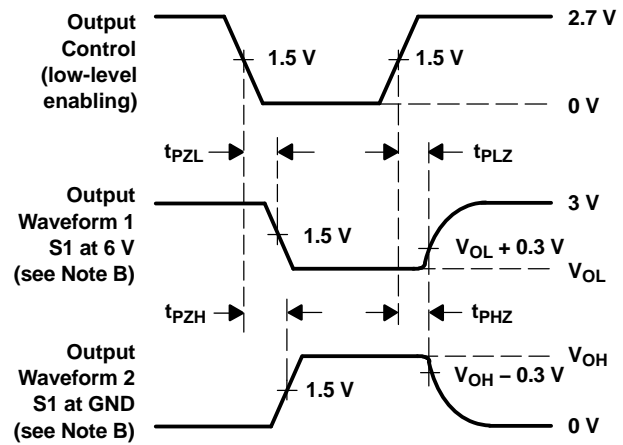 Output
Control
(low-level
enabling)
2.7 V
1.5 V
1.5 V
0 V
tPZL
tPLZ
Output
Waveform 1
S1 at 6 V
(see Note B)
3 V
1.5 V
VOL + 0.3 V
VOL
tPZH
tPHZ
Output
Waveform 2
S1 at GND
(see Note B)
VOH
1.5 V
VOH – 0.3 V
0 V